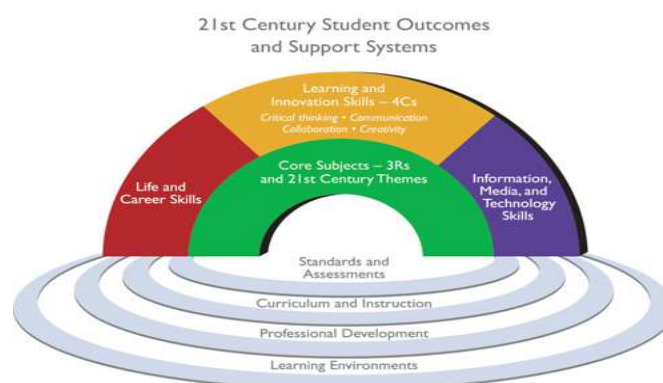 21st Century Student Outcomes
and Support Systems
Learning and
Innovation Skills – 4Cs
Critical thinking • Communication
Collaboration • Creativity
Core Subjects – 3Rs
and 21st Century Themes
Life and
Career Skills
Information,
Media, and
Technology
Skills
Standards and
Assessments
Curriculum and Instruction
Professional Development
Learning Environments